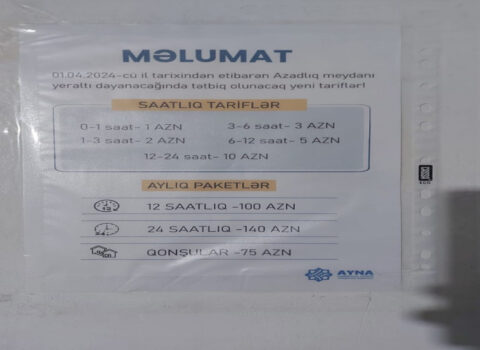 MƏLUMAT
01.04.2024-cü il tarixindən etibarən Azadlıq meydanı
yeraltı dayanacağında tətbiq olunacaq yeni tariflər!
SAATLIQ TARİFLƏR
0-1 saat- 1 AZN 3-6 saat- 3 AZN
1-3 saat- 2 AZN 6-12 saat- 5 AZN
12-24 saat- 10 AZN
AYLIQ PAKETLƏR
12 SAATLIQ -100 AZN
24 SAATLIQ -140 AZN
QONŞULAR -75 AZN
AYNA